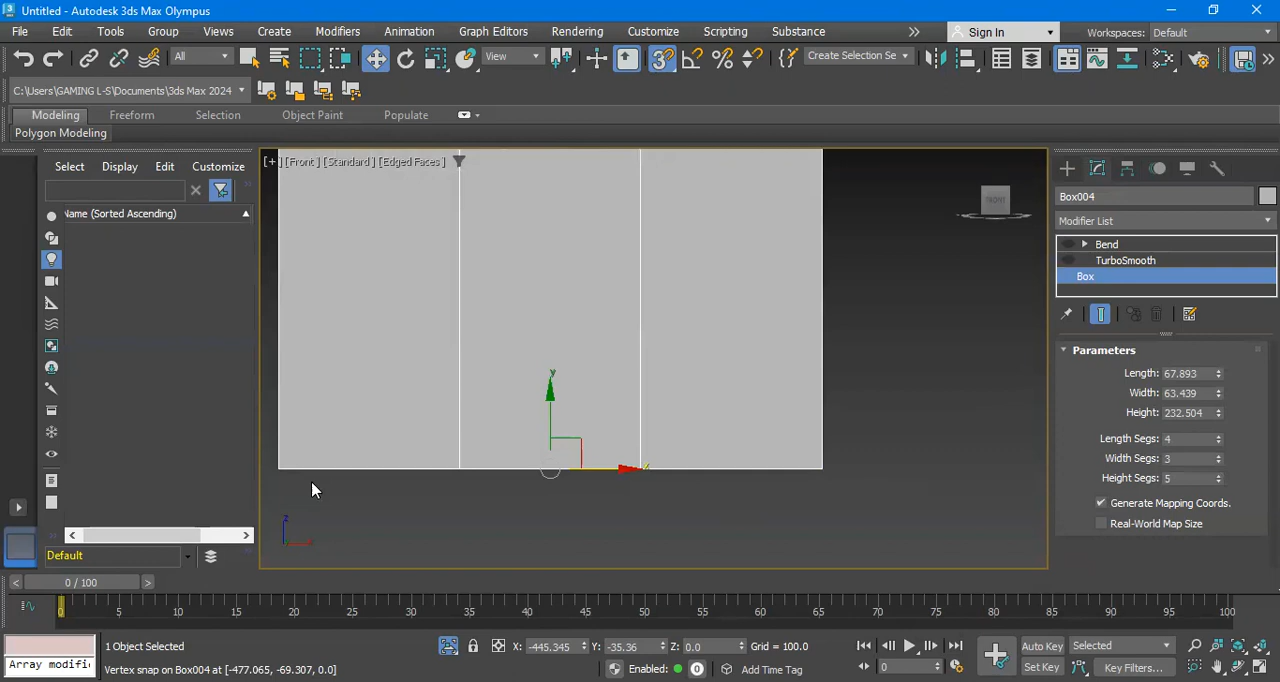 Untitled - Autodesk 3ds Max Olympus
File Edit Tools Group Views Create Modifiers Animation Graph Editors Rendering Customize Scripting Substance Sign In Workspaces: Default
All View Create Selection Se
C:\Users\GAMING L-S\Documents\3ds Max 2024
Modeling Freeform Selection Object Paint Populate
Polygon Modeling
Select Display Edit Customize
[+] [Front] [Standard] [Edged Faces]
Name (Sorted Ascending)
FRONT
Box004
Modifier List
Bend
TurboSmooth
Box
Parameters
Length: 67.893
Width: 63.439
Height: 232.504
Length Segs: 4
Width Segs: 3
Height Segs: 5
Generate Mapping Coords.
Real-World Map Size
y
x
z
Default
0 / 100
0 5 10 15 20 25 30 35 40 45 50 55 60 65 70 75 80 85 90 95 100
1 Object Selected X: -445.345 Y: -35.36 Z: 0.0 Grid = 100.0 Auto Key Selected
Array modifi
Vertex snap on Box004 at [-477.065, -69.307, 0.0] Enabled: 0 Add Time Tag 0 Set Key Key Filters...